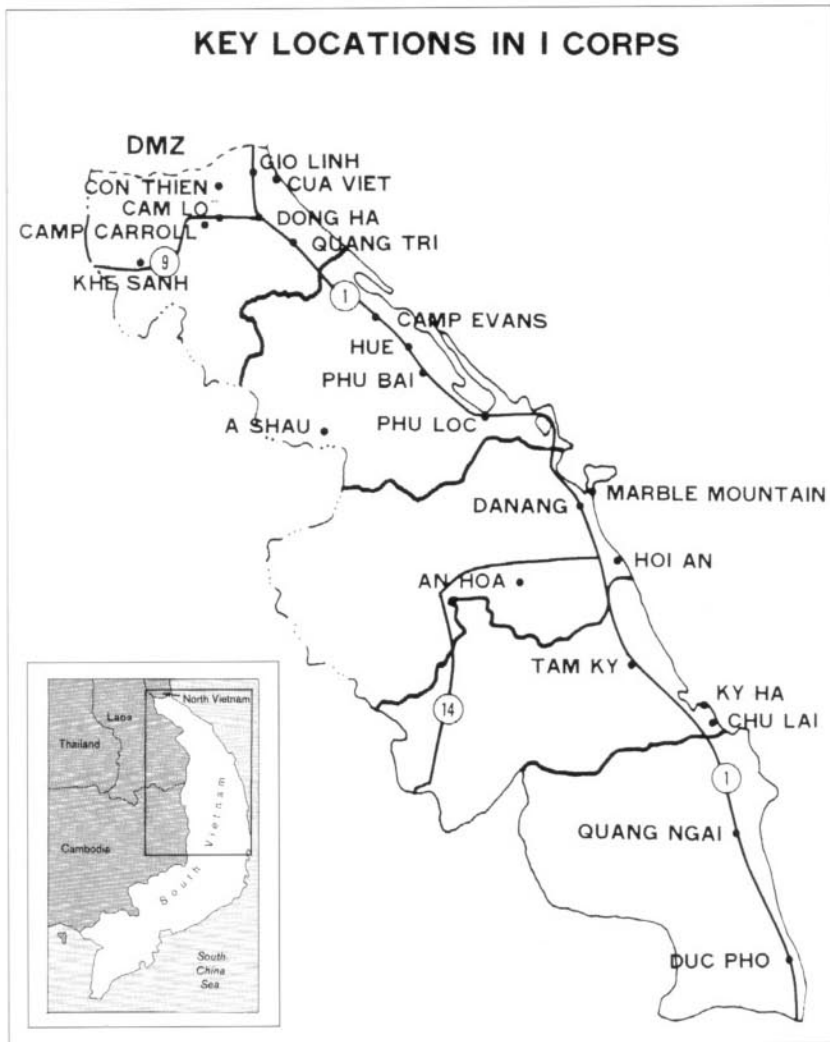 KEY LOCATIONS IN I CORPS
DMZ
GIO LINH
CON THIEN
CUA VIET
CAM LO
DONG HA
CAMP CARROLL
QUANG TRI
9
KHE SANH
1
CAMP EVANS
HUE
PHU BAI
A SHAU
PHU LOC
MARBLE MOUNTAIN
DANANG
HOI AN
AN HOA
TAM KY
KY HA
14
CHU LAI
1
QUANG NGAI
DUC PHO
North Vietnam
Laos
Thailand
South Vietnam
Cambodia
South
China
Sea